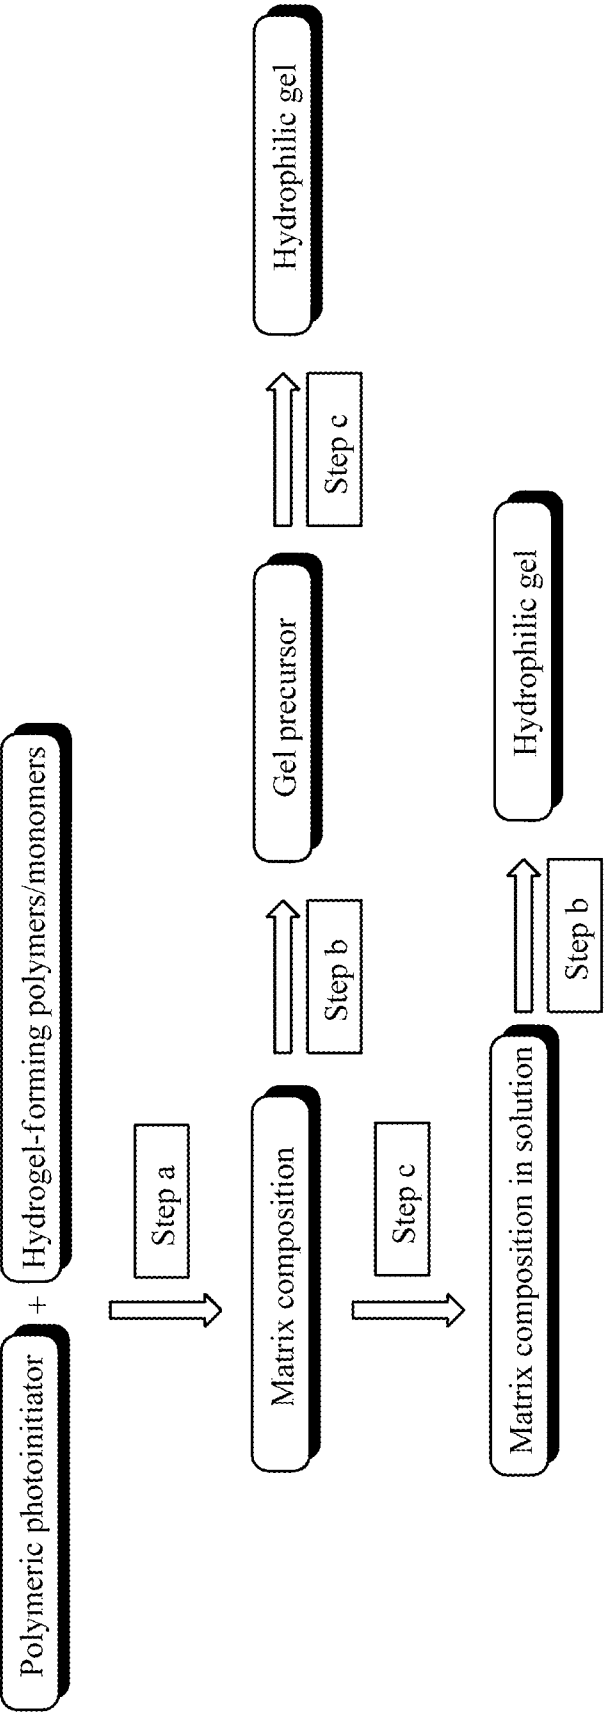 Polymeric photoinitiator
+
Hydrogel-forming polymers/monomers
Step a
Matrix composition
Step b
Gel precursor
Step c
Hydrophilic gel
Step c
Matrix composition in solution
Step b
Hydrophilic gel